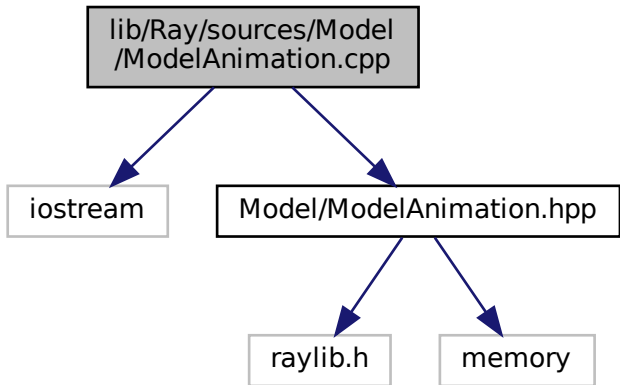 lib/Ray/sources/Model
/ModelAnimation.cpp
iostream
Model/ModelAnimation.hpp
raylib.h
memory